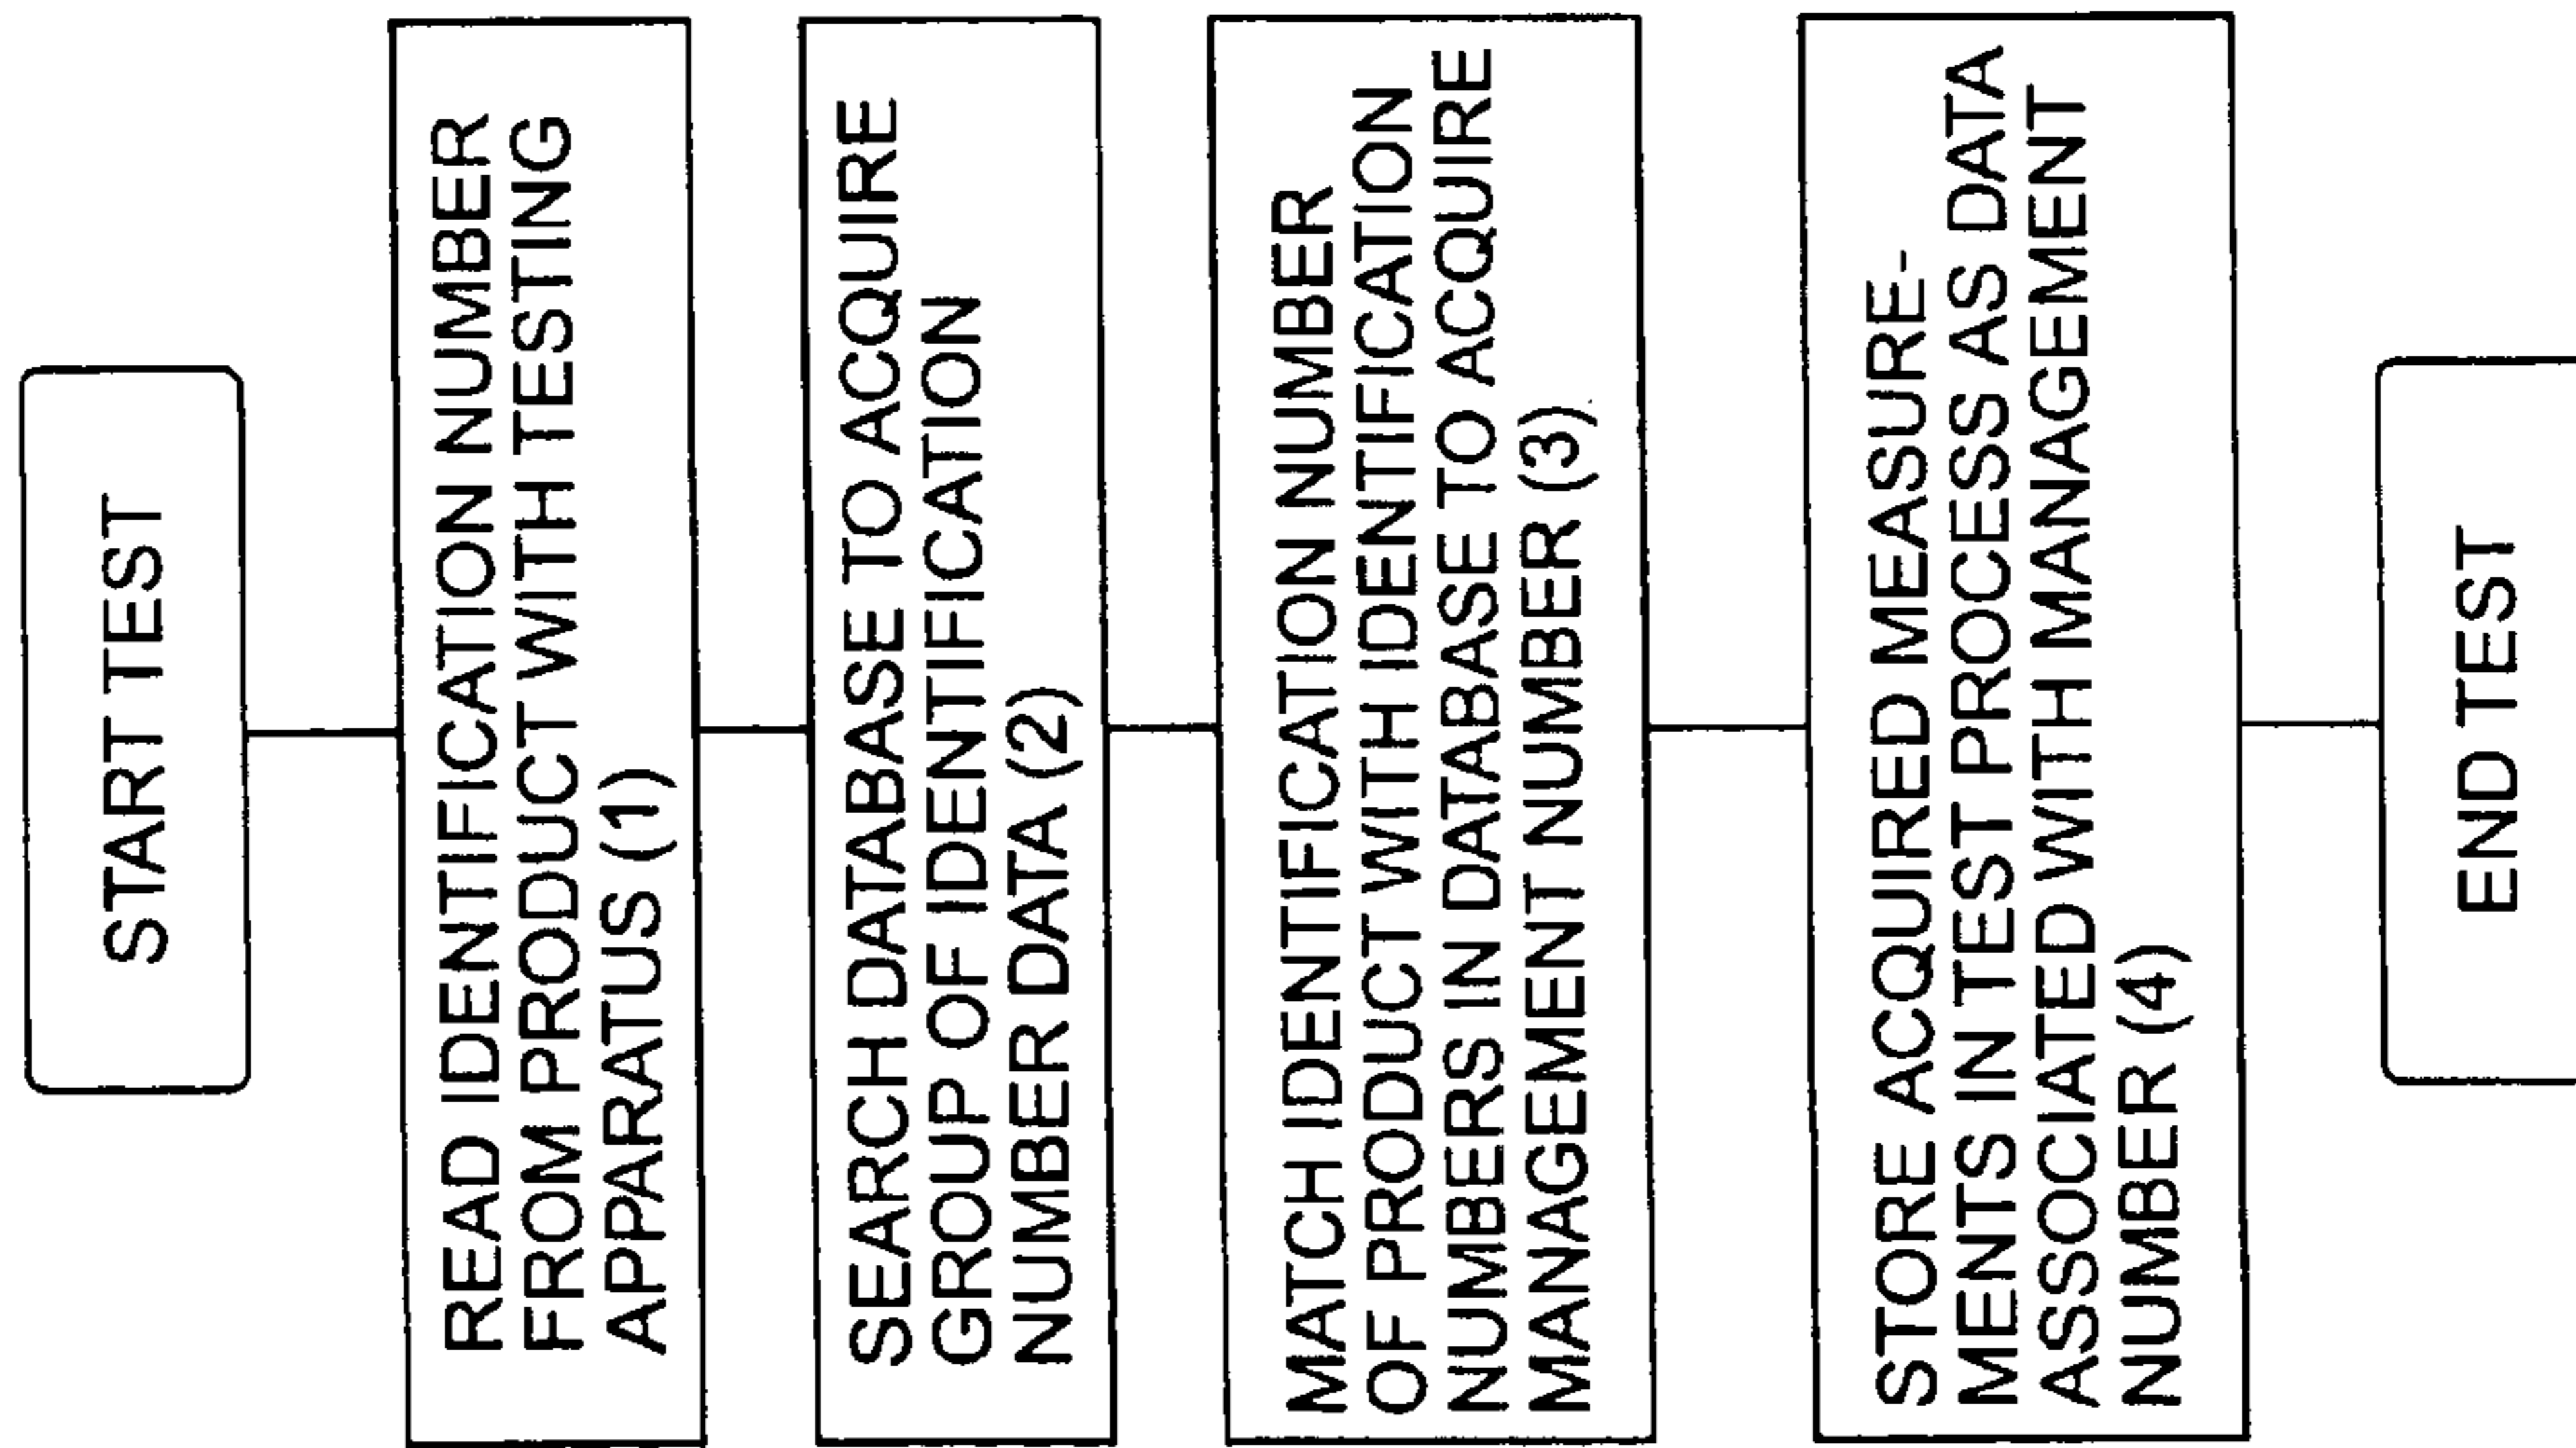 START TEST
READ IDENTIFICATION NUMBER
FROM PRODUCT WITH TESTING
APPARATUS (1)
SEARCH DATABASE TO ACQUIRE
GROUP OF IDENTIFICATION
NUMBER DATA (2)
MATCH IDENTIFICATION NUMBER
OF PRODUCT WITH IDENTIFICATION
NUMBERS IN DATABASE TO ACQUIRE
MANAGEMENT NUMBER (3)
STORE ACQUIRED MEASURE-
MENTS IN TEST PROCESS AS DATA
ASSOCIATED WITH MANAGEMENT
NUMBER (4)
END TEST